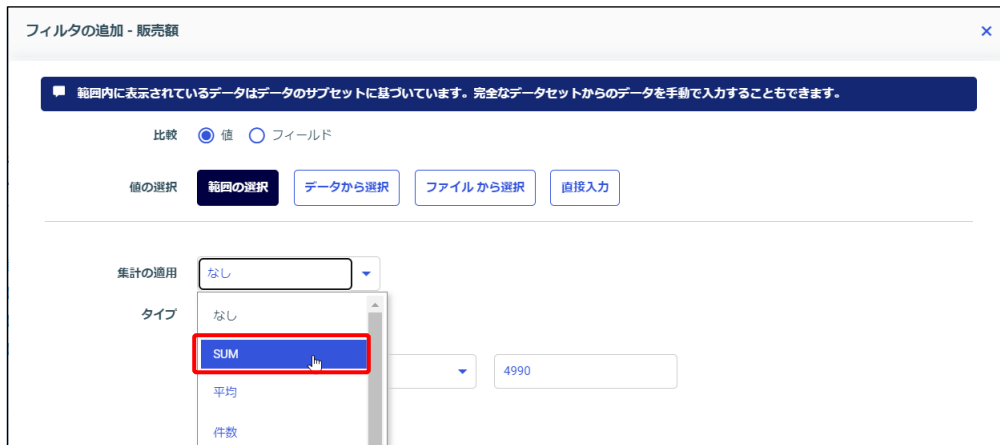 フィルタの追加 - 販売額
範囲内に表示されているデータはデータのサブセットに基づいています。完全なデータセットからのデータを手動で入力することもできます。
比較 値 フィールド
値の選択 範囲の選択 データから選択 ファイル から選択 直接入力
集計の適用 なし
タイプ なし
SUM 4990
平均
件数